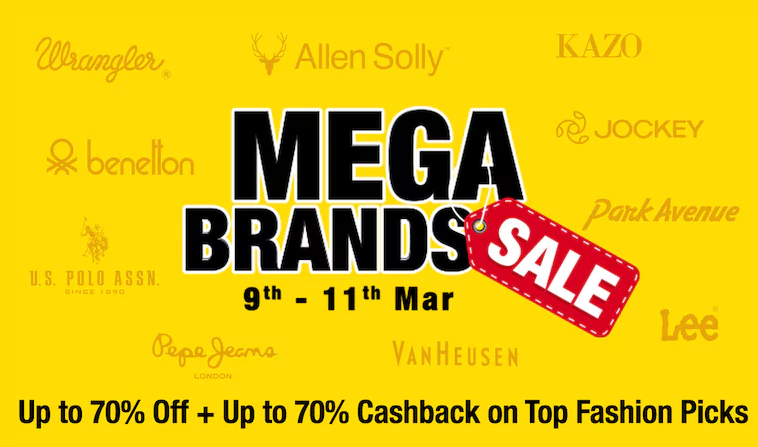 Wrangler®
Allen Solly™
KAZO
benetton
JOCKEY
MEGA
BRANDS
SALE
9th - 11th Mar
Park Avenue
U.S. POLO ASSN.
SINCE 1890
Lee®
Pepe Jeans
LONDON
VANHEUSEN
Up to 70% Off + Up to 70% Cashback on Top Fashion Picks